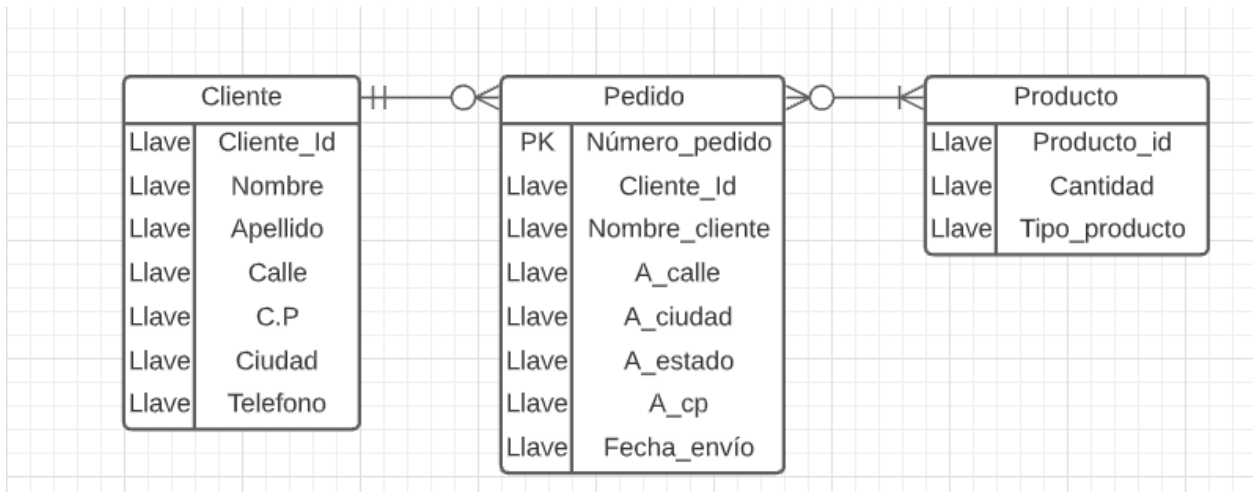 Cliente
Llave Cliente_Id
Llave Nombre
Llave Apellido
Llave Calle
Llave C.P
Llave Ciudad
Llave Telefono
Pedido
PK Número_pedido
Llave Cliente_Id
Llave Nombre_cliente
Llave A_calle
Llave A_ciudad
Llave A_estado
Llave A_cp
Llave Fecha_envío
Producto
Llave Producto_id
Llave Cantidad
Llave Tipo_producto